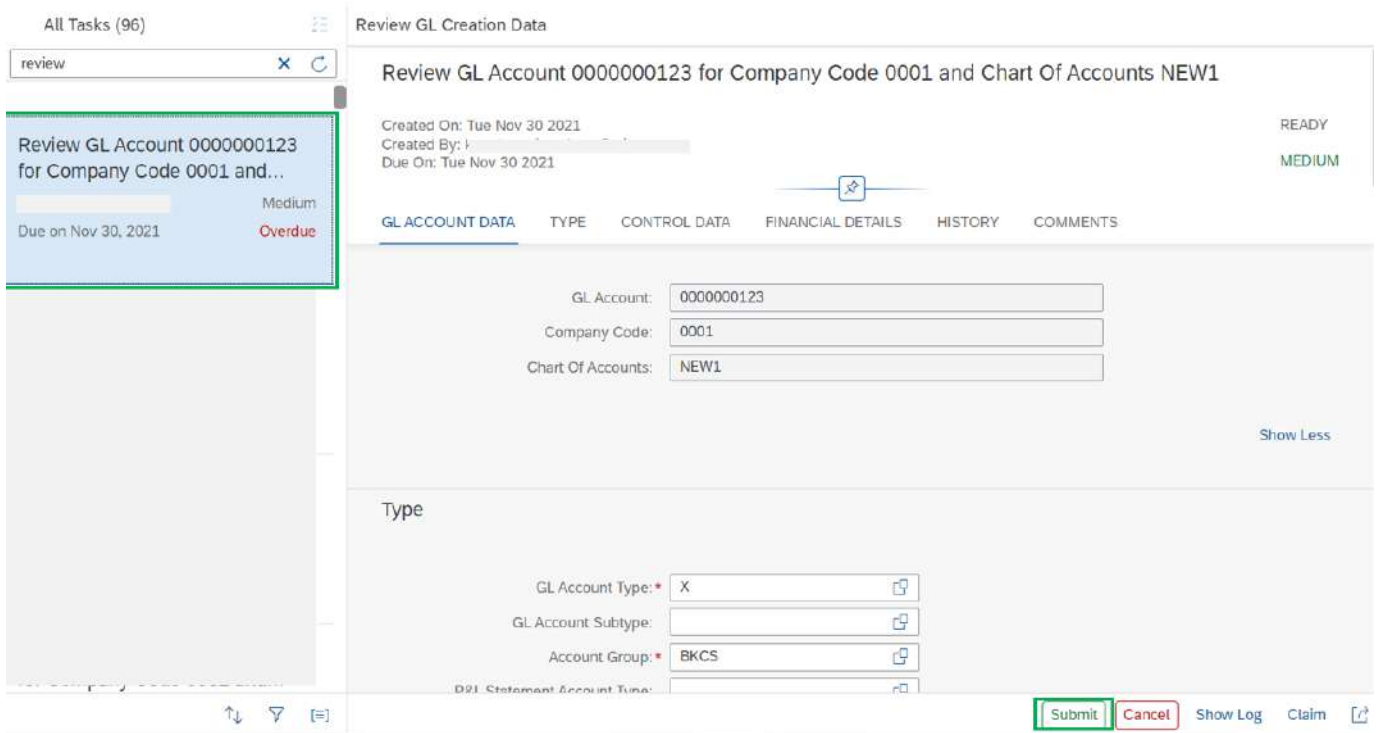 All Tasks (96)
review
Review GL Account 0000000123
for Company Code 0001 and...
Medium
Due on Nov 30, 2021
Overdue
Review GL Creation Data
Review GL Account 0000000123 for Company Code 0001 and Chart Of Accounts NEW1
Created On: Tue Nov 30 2021
Created By:
Due On: Tue Nov 30 2021
READY
MEDIUM
GL ACCOUNT DATA TYPE CONTROL DATA FINANCIAL DETAILS HISTORY COMMENTS
GL Account: 0000000123
Company Code: 0001
Chart Of Accounts: NEW1
Show Less
Type
GL Account Type:* X
GL Account Subtype:
Account Group:* BKCS
P&L Statement Account Type:
Submit Cancel Show Log Claim